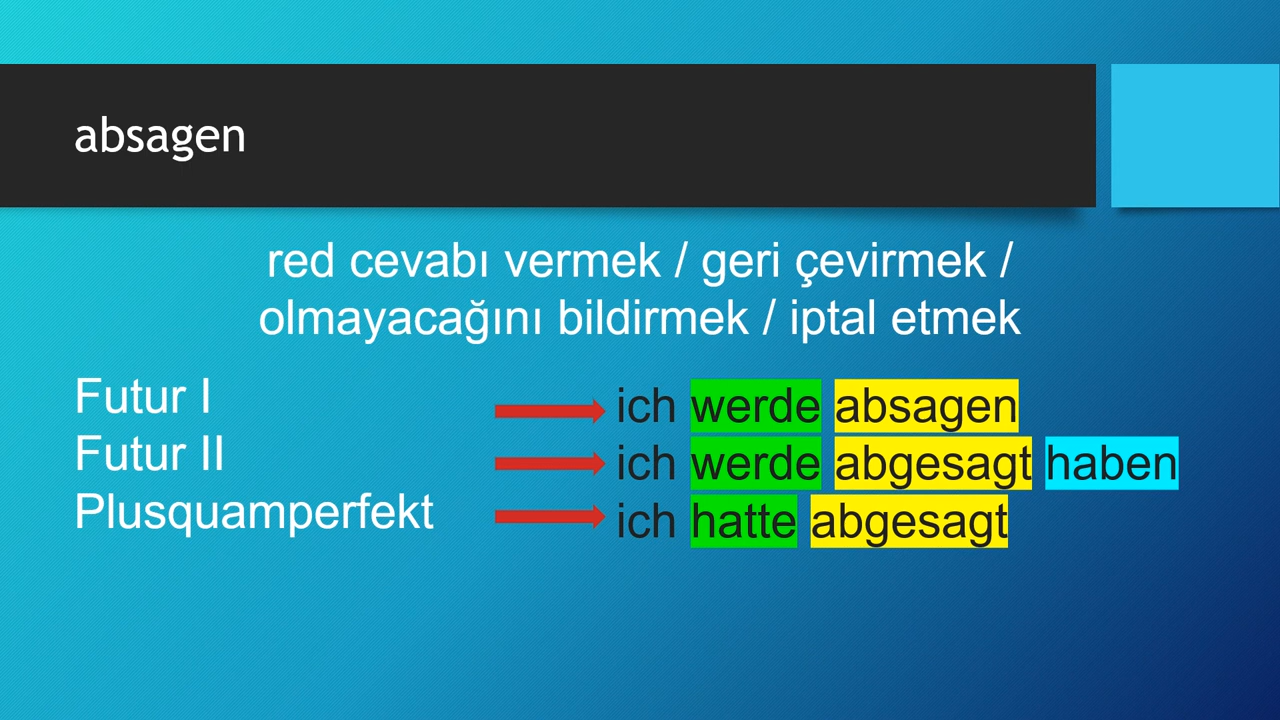 absagen
red cevabı vermek / geri çevirmek /
olmayacağını bildirmek / iptal etmek
Futur I
ich werde absagen
Futur II
ich werde abgesagt haben
Plusquamperfekt
ich hatte abgesagt